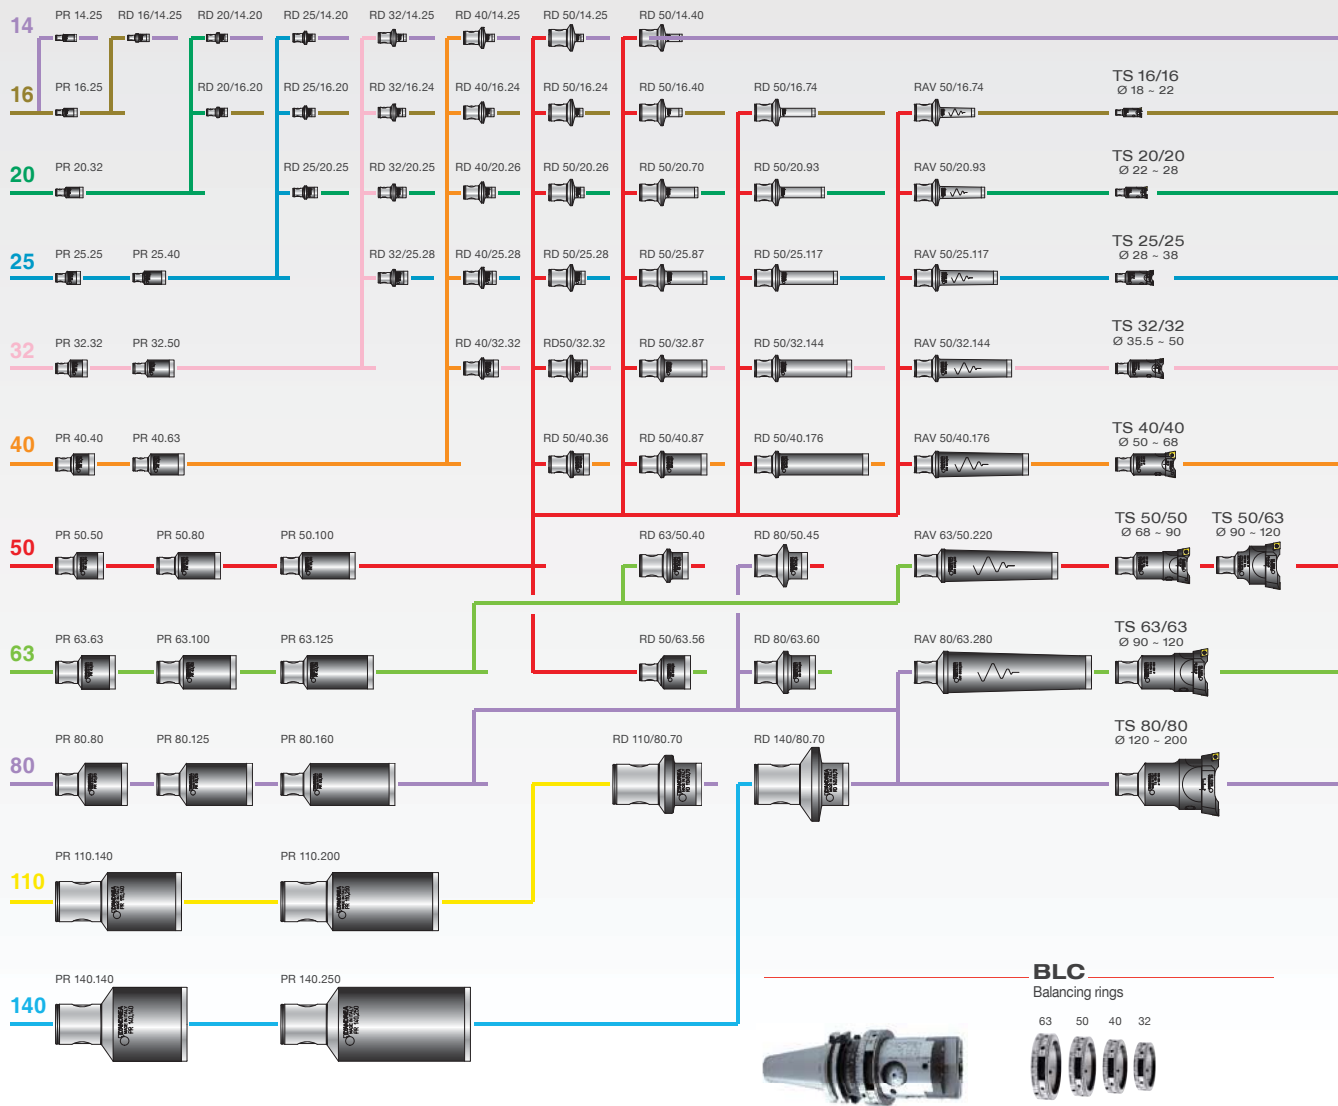 14 PR 14.25 RD 16/14.25 RD 20/14.20 RD 25/14.20 RD 32/14.25 RD 40/14.25 RD 50/14.25 RD 50/14.40
16 PR 16.25 RD 20/16.20 RD 25/16.20 RD 32/16.24 RD 40/16.24 RD 50/16.24 RD 50/16.40 RD 50/16.74 RAV 50/16.74 TS 16/16
Ø 18 ~ 22
20 PR 20.32 RD 25/20.25 RD 32/20.25 RD 40/20.26 RD 50/20.26 RD 50/20.70 RD 50/20.93 RAV 50/20.93 TS 20/20
Ø 22 ~ 28
25 PR 25.25 PR 25.40 RD 32/25.28 RD 40/25.28 RD 50/25.28 RD 50/25.87 RD 50/25.117 RAV 50/25.117 TS 25/25
Ø 28 ~ 38
32 PR 32.32 PR 32.50 RD 40/32.32 RD50/32.32 RD 50/32.87 RD 50/32.144 RAV 50/32.144 TS 32/32
Ø 35.5 ~ 50
40 PR 40.40 PR 40.63 RD 50/40.36 RD 50/40.87 RD 50/40.176 RAV 50/40.176 TS 40/40
Ø 50 ~ 68
50 PR 50.50 PR 50.80 PR 50.100 RD 63/50.40 RD 80/50.45 RAV 63/50.220 TS 50/50 TS 50/63
Ø 68 ~ 90 Ø 90 ~ 120
63 PR 63.63 PR 63.100 PR 63.125 RD 50/63.56 RD 80/63.60 RAV 80/63.280 TS 63/63
Ø 90 ~ 120
80 PR 80.80 PR 80.125 PR 80.160 RD 110/80.70 RD 140/80.70 TS 80/80
Ø 120 ~ 200
110 PR 110.140 PR 110.200
140 PR 140.140 PR 140.250
BLC
Balancing rings
63 50 40 32